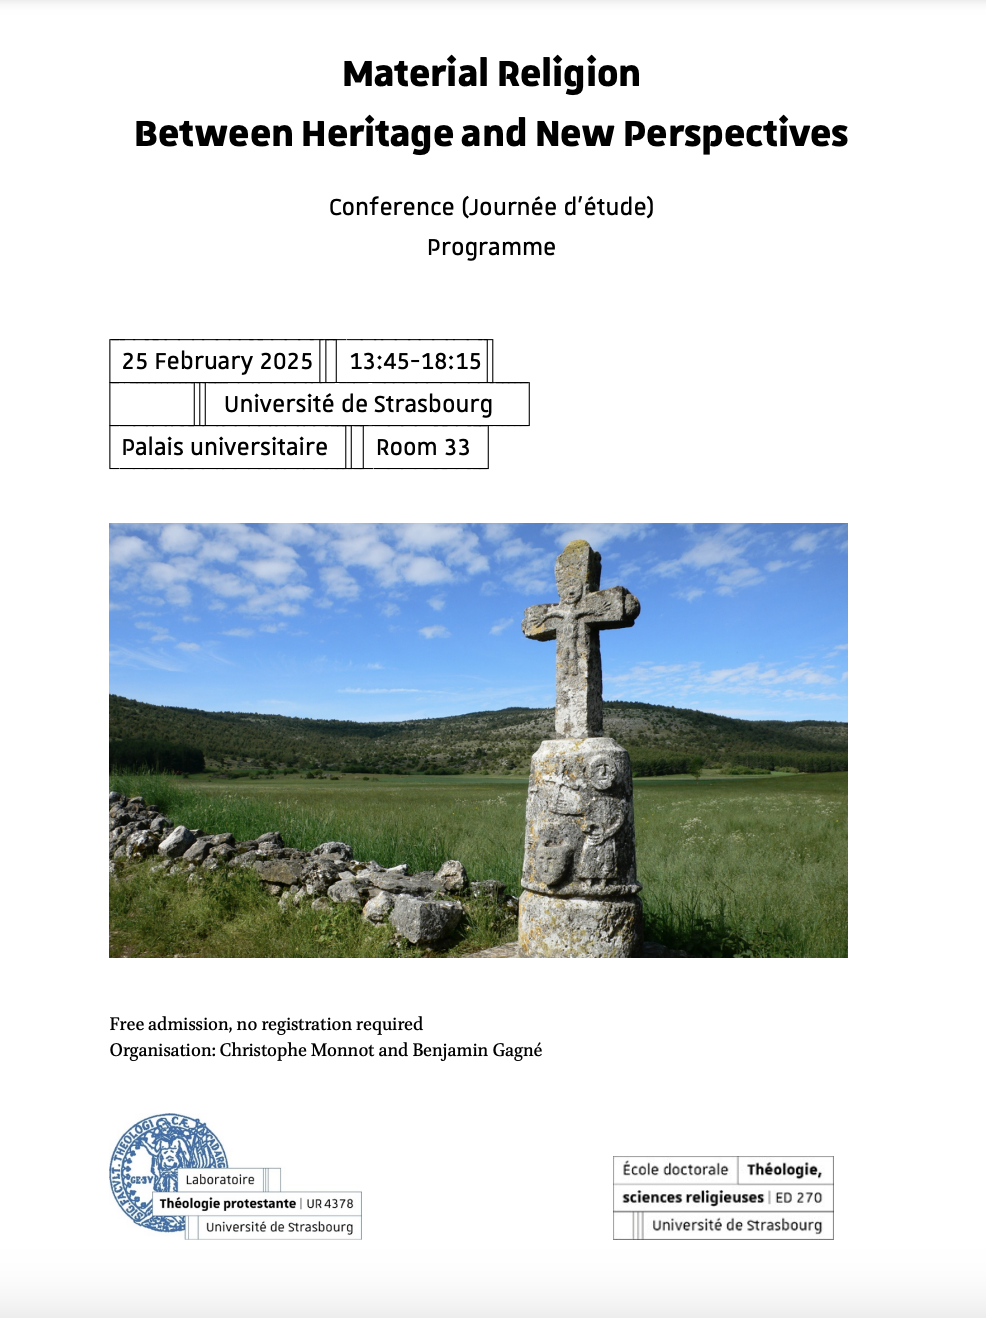 Material Religion
Between Heritage and New Perspectives
Conference (Journée d’étude)
Programme
25 February 2025 13:45-18:15
Université de Strasbourg
Palais universitaire Room 33
Free admission, no registration required
Organisation: Christophe Monnot and Benjamin Gagné
Laboratoire
Théologie protestante | UR 4378
Université de Strasbourg
École doctorale Théologie,
sciences religieuses | ED 270
Université de Strasbourg